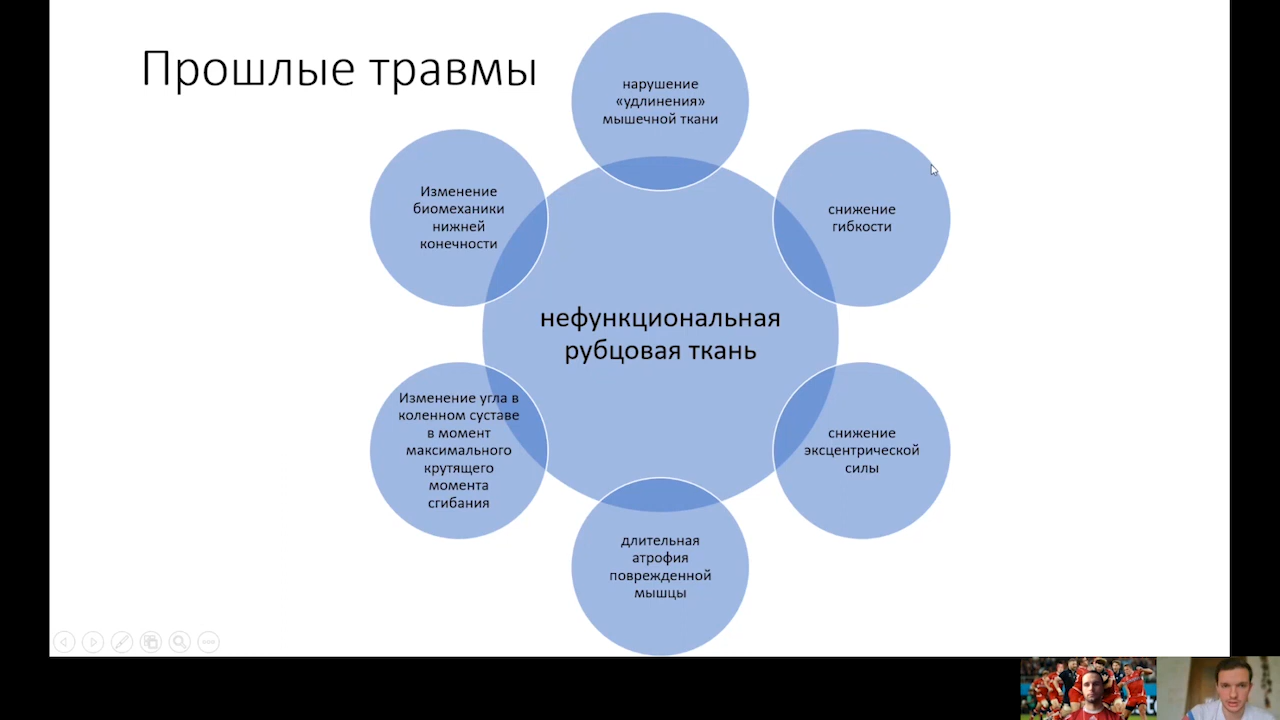 Прошлые травмы
нарушение
«удлинения»
мышечной ткани
снижение
гибкости
снижение
эксцентрической
силы
длительная
атрофия
поврежденной
мышцы
Изменение угла в
коленном суставе
в момент
максимального
крутящего
момента
сгибания
Изменение
биомеханики
нижней
конечности
нефункциональная
рубцовая ткань